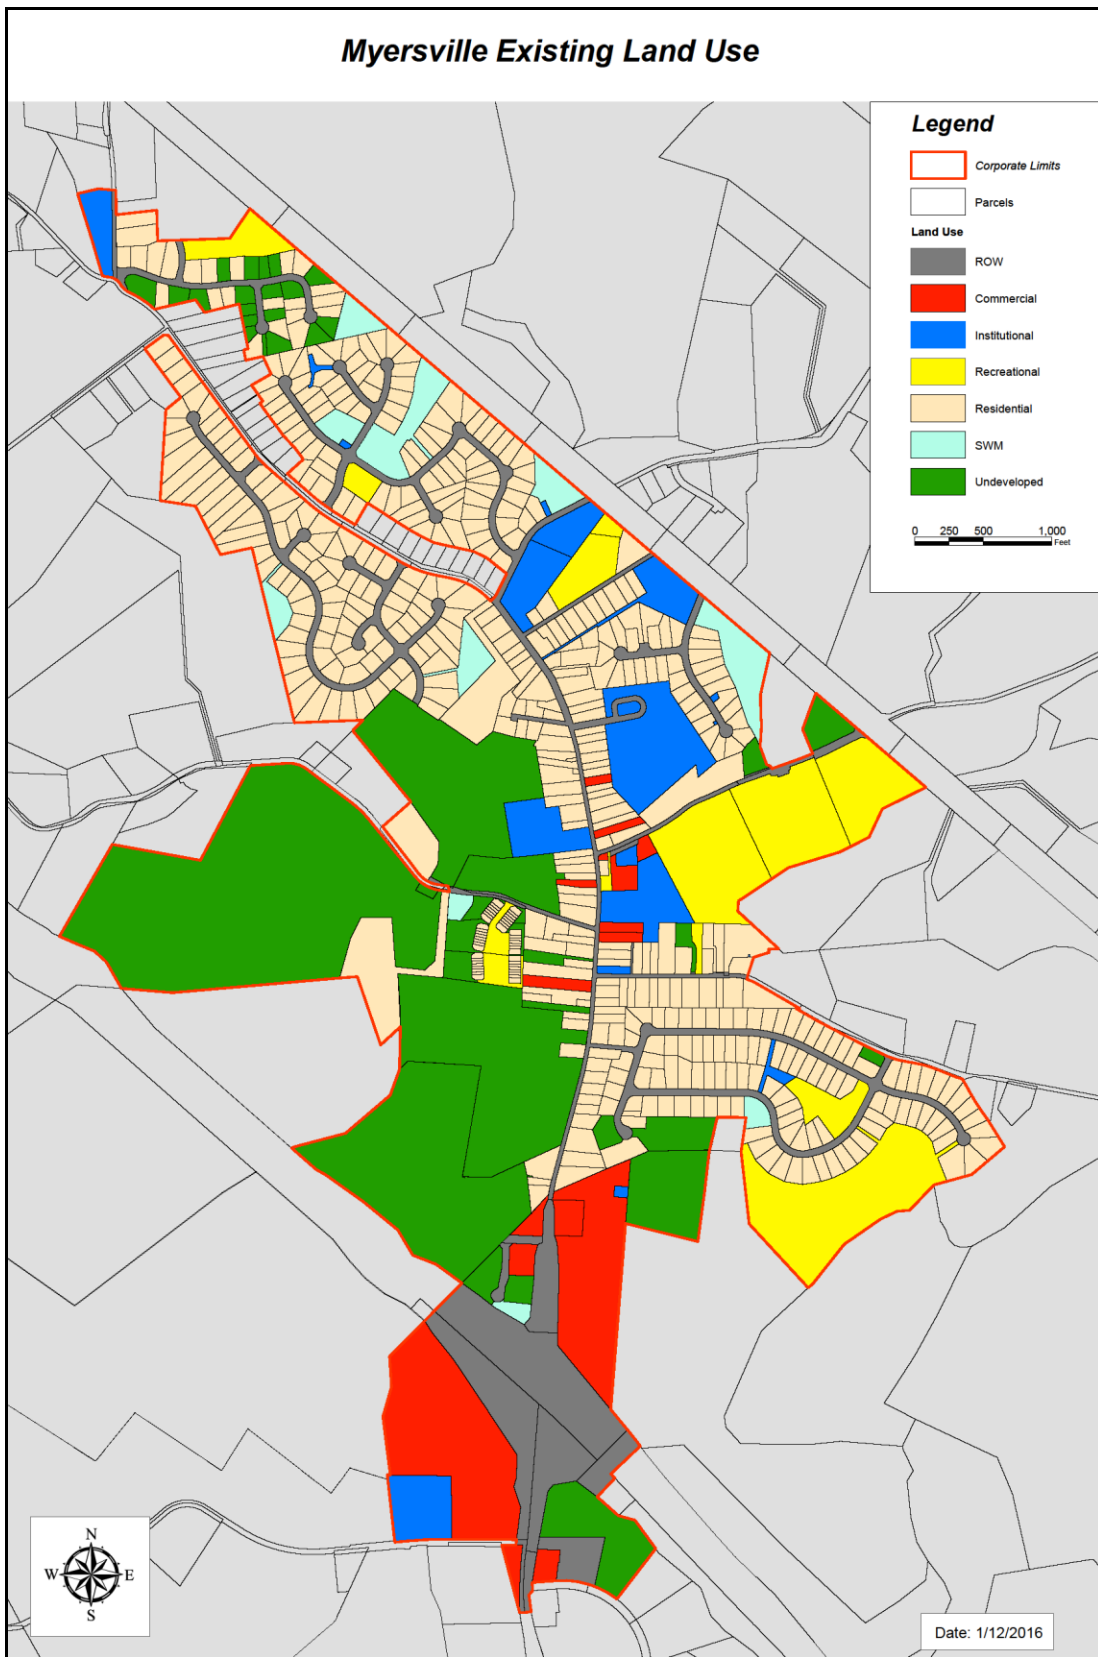 Myersville Existing Land Use
Legend
Corporate Limits
Parcels
Land Use
ROW
Commercial
Institutional
Recreational
Residential
SWM
Undeveloped
0 250 500 1,000
Feet
N
W E
S
Date: 1/12/2016